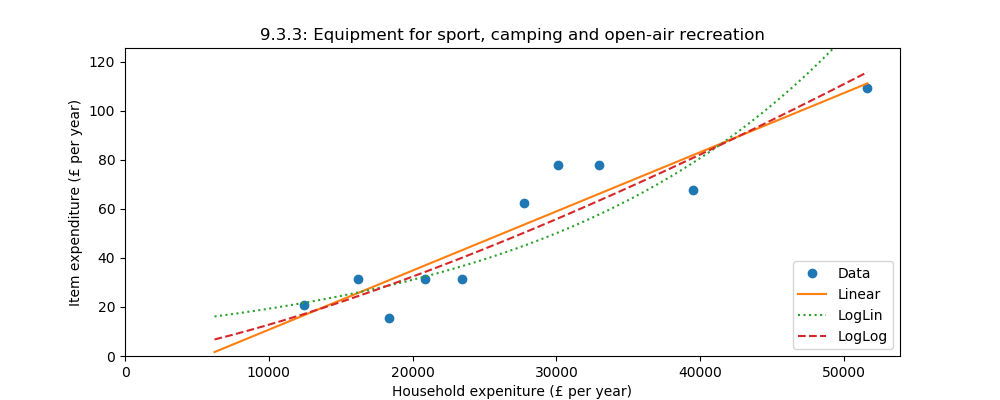 9.3.3: Equipment for sport, camping and open-air recreation
Item expenditure (£ per year)
120
100
80
60
40
20
0
0 10000 20000 30000 40000 50000
Household expeniture (£ per year)
Data
Linear
LogLin
LogLog